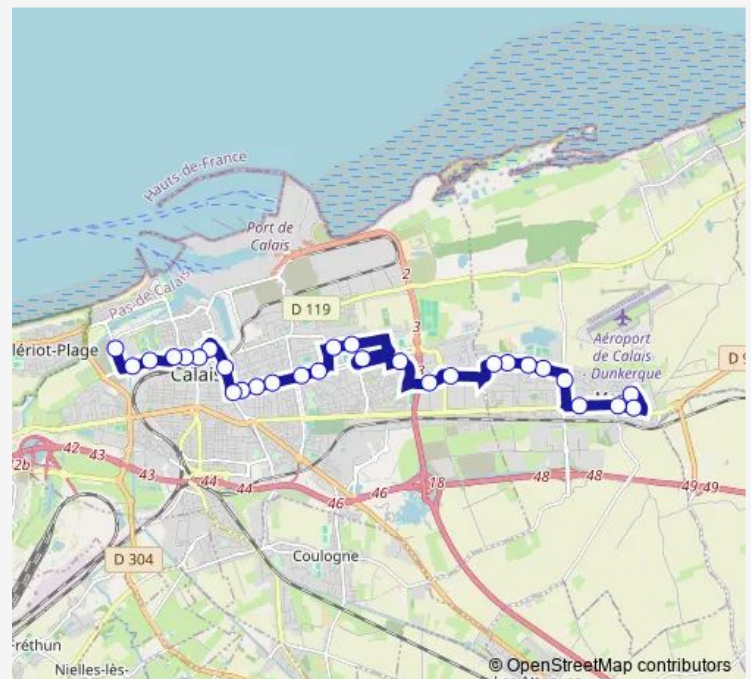 Hauts-de-France
Pas-de-Calais
Port de
Calais
2
D 119
3
lériot-Plage
Calais
Aéroport
de Calais
- Dunkerque
D 9
42
43
22b
43
44
44
46
46
18
48
48
49 49
D 304
Coulogne
réthun
Nielles-lès-
© OpenStreetMap contributors